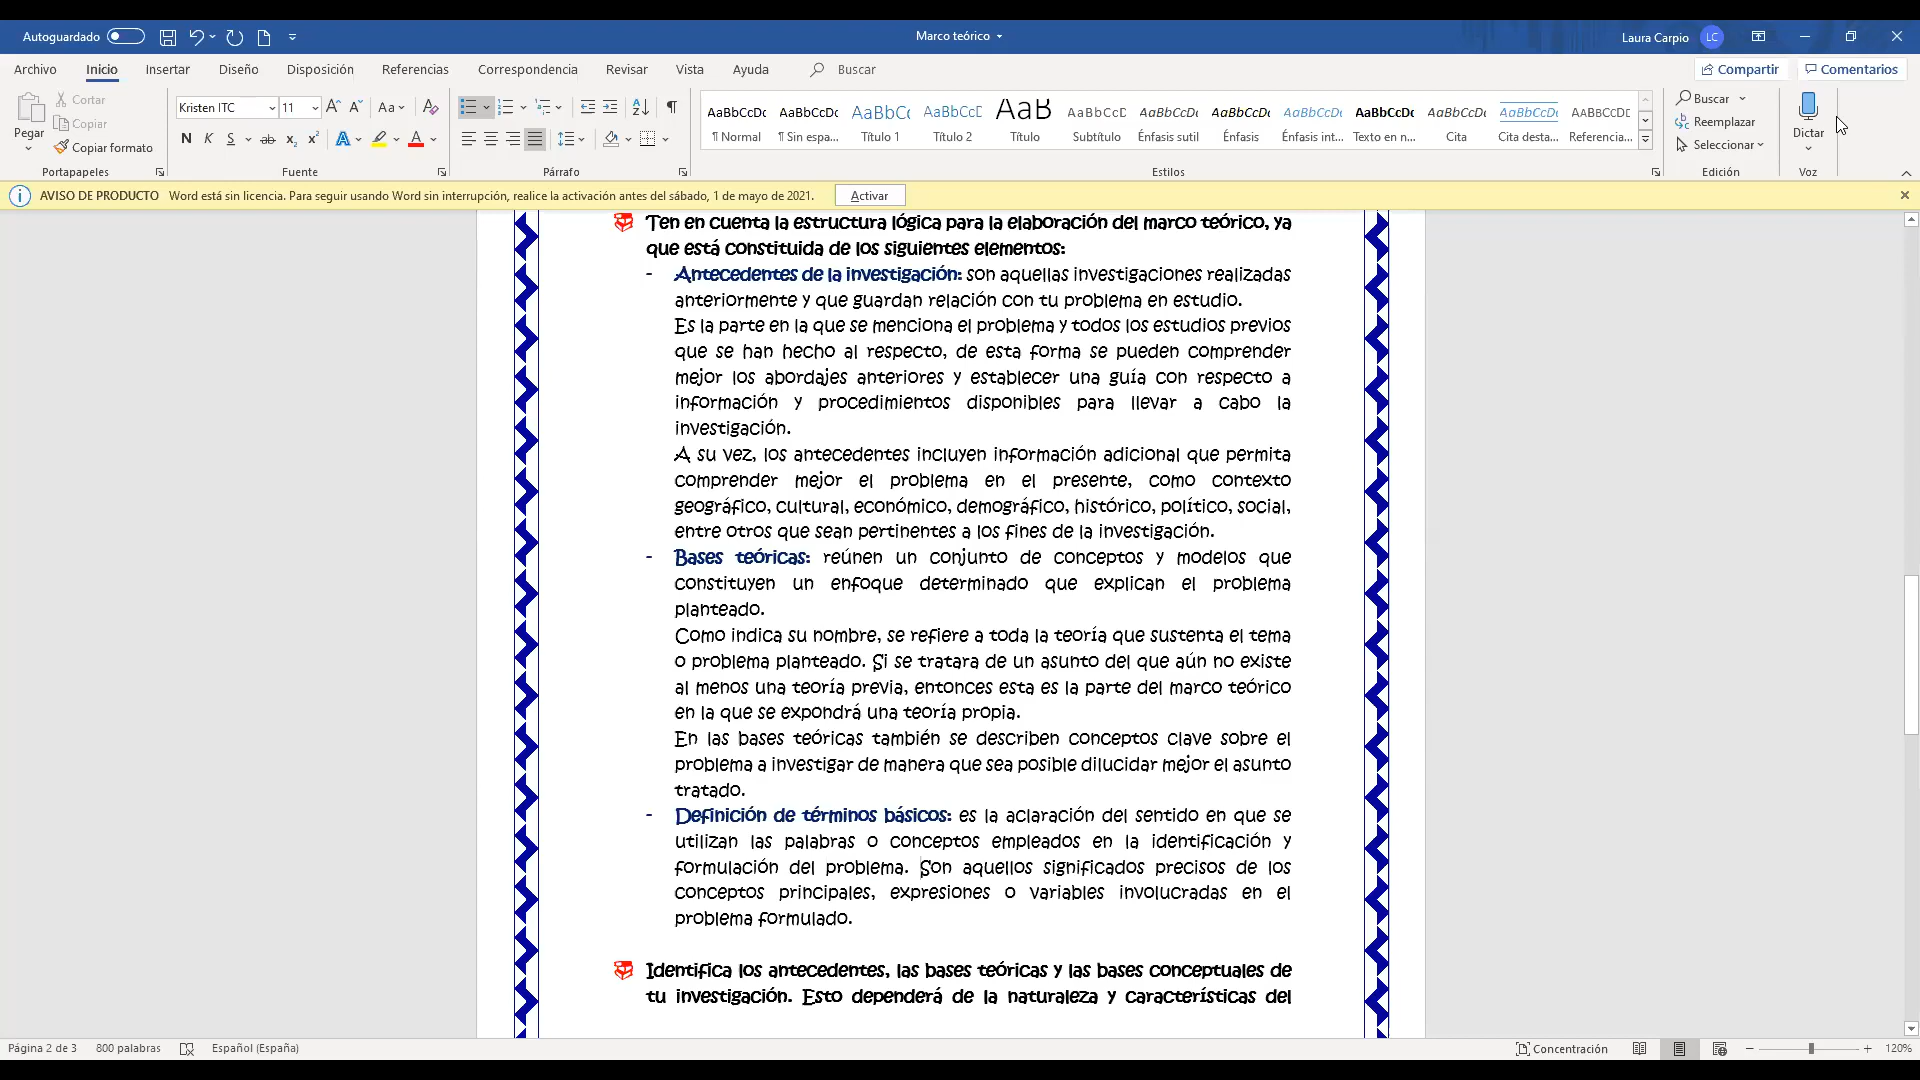 Autoguardado
Marco teórico
Laura Carpio
LC
Archivo Inicio Insertar Diseño Disposición Referencias Correspondencia Revisar Vista Ayuda Buscar
Compartir Comentarios
Pegar
Cortar
Copiar
Copiar formato
Portapapeles
Kristen ITC 11
Fuente
Párrafo
AaBbCcDc AaBbCcDc AaBbCc AaBbCcC AaB AaBbCcD AaBbCcDc AaBbCcDc AaBbCcDc AaBbCcDc AaBbCcDc AaBbCcDc AABBCCDD
¶ Normal ¶ Sin espa... Título 1 Título 2 Título Subtítulo Énfasis sutil Énfasis Énfasis int... Texto en n... Cita Cita desta... Referencia...
Estilos
Buscar
Reemplazar
Seleccionar
Edición
Dictar
Voz
AVISO DE PRODUCTO Word está sin licencia. Para seguir usando Word sin interrupción, realice la activación antes del sábado, 1 de mayo de 2021. Activar
Ten en cuenta la estructura lógica para la elaboración del marco teórico, ya
que está constituida de los siguientes elementos:
- Antecedentes de la investigación: son aquellas investigaciones realizadas
anteriormente y que guardan relación con tu problema en estudio.
Es la parte en la que se menciona el problema y todos los estudios previos
que se han hecho al respecto, de esta forma se pueden comprender
mejor los abordajes anteriores y establecer una guía con respecto a
información y procedimientos disponibles para llevar a cabo la
investigación.
A su vez, los antecedentes incluyen información adicional que permita
comprender mejor el problema en el presente, como contexto
geográfico, cultural, económico, demográfico, histórico, político, social,
entre otros que sean pertinentes a los fines de la investigación.
- Bases teóricas: reúnen un conjunto de conceptos y modelos que
constituyen un enfoque determinado que explican el problema
planteado.
Como indica su nombre, se refiere a toda la teoría que sustenta el tema
o problema planteado. Si se tratara de un asunto del que aún no existe
al menos una teoría previa, entonces esta es la parte del marco teórico
en la que se expondrá una teoría propia.
En las bases teóricas también se describen conceptos clave sobre el
problema a investigar de manera que sea posible dilucidar mejor el asunto
tratado.
- Definición de términos básicos: es la aclaración del sentido en que se
utilizan las palabras o conceptos empleados en la identificación y
formulación del problema. Son aquellos significados precisos de los
conceptos principales, expresiones o variables involucradas en el
problema formulado.
Identifica los antecedentes, las bases teóricas y las bases conceptuales de
tu investigación. Esto dependerá de la naturaleza y características del
Página 2 de 3 800 palabras Español (España) Concentración 120%